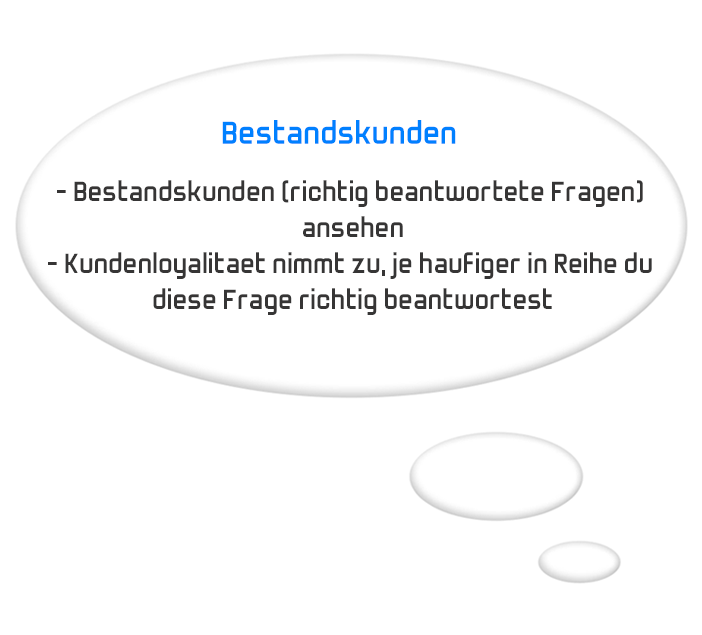 Bestandskunden
- Bestandskunden (richtig beantwortete Fragen)
ansehen
- Kundenloyalitaet nimmt zu, je haufiger in Reihe du
diese Frage richtig beantwortest